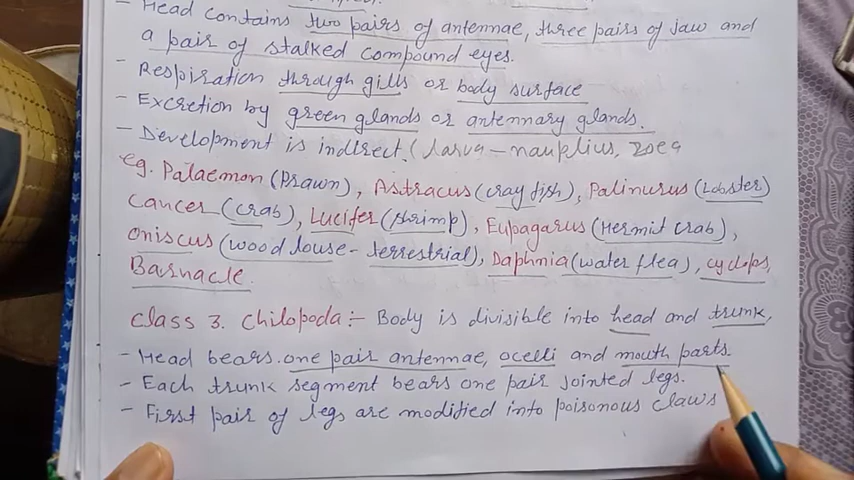 - Head contains two pairs of antennae, three pairs of jaw and
a pair of stalked compound eyes.
- Respiration through gills or body surface
- Excretion by green glands or antennary glands.
- Development is indirect. (larva - nauplius, zoea
eg. Palaemon (Prawn), Astracus (cray fish), Palinurus (Lobster)
Cancer (crab), Lucifer (shrimp), Eupagarus (Hermit crab),
Oniscus (wood louse - terrestrial), Daphnia (water flea), cyclops,
Barnacle.
Class 3. Chilopoda :- Body is divisible into head and trunk,
- Head bears one pair antennae, ocelli and mouth parts
- Each trunk segment bears one pair jointed legs.
- First pair of legs are modified into poisonous claws